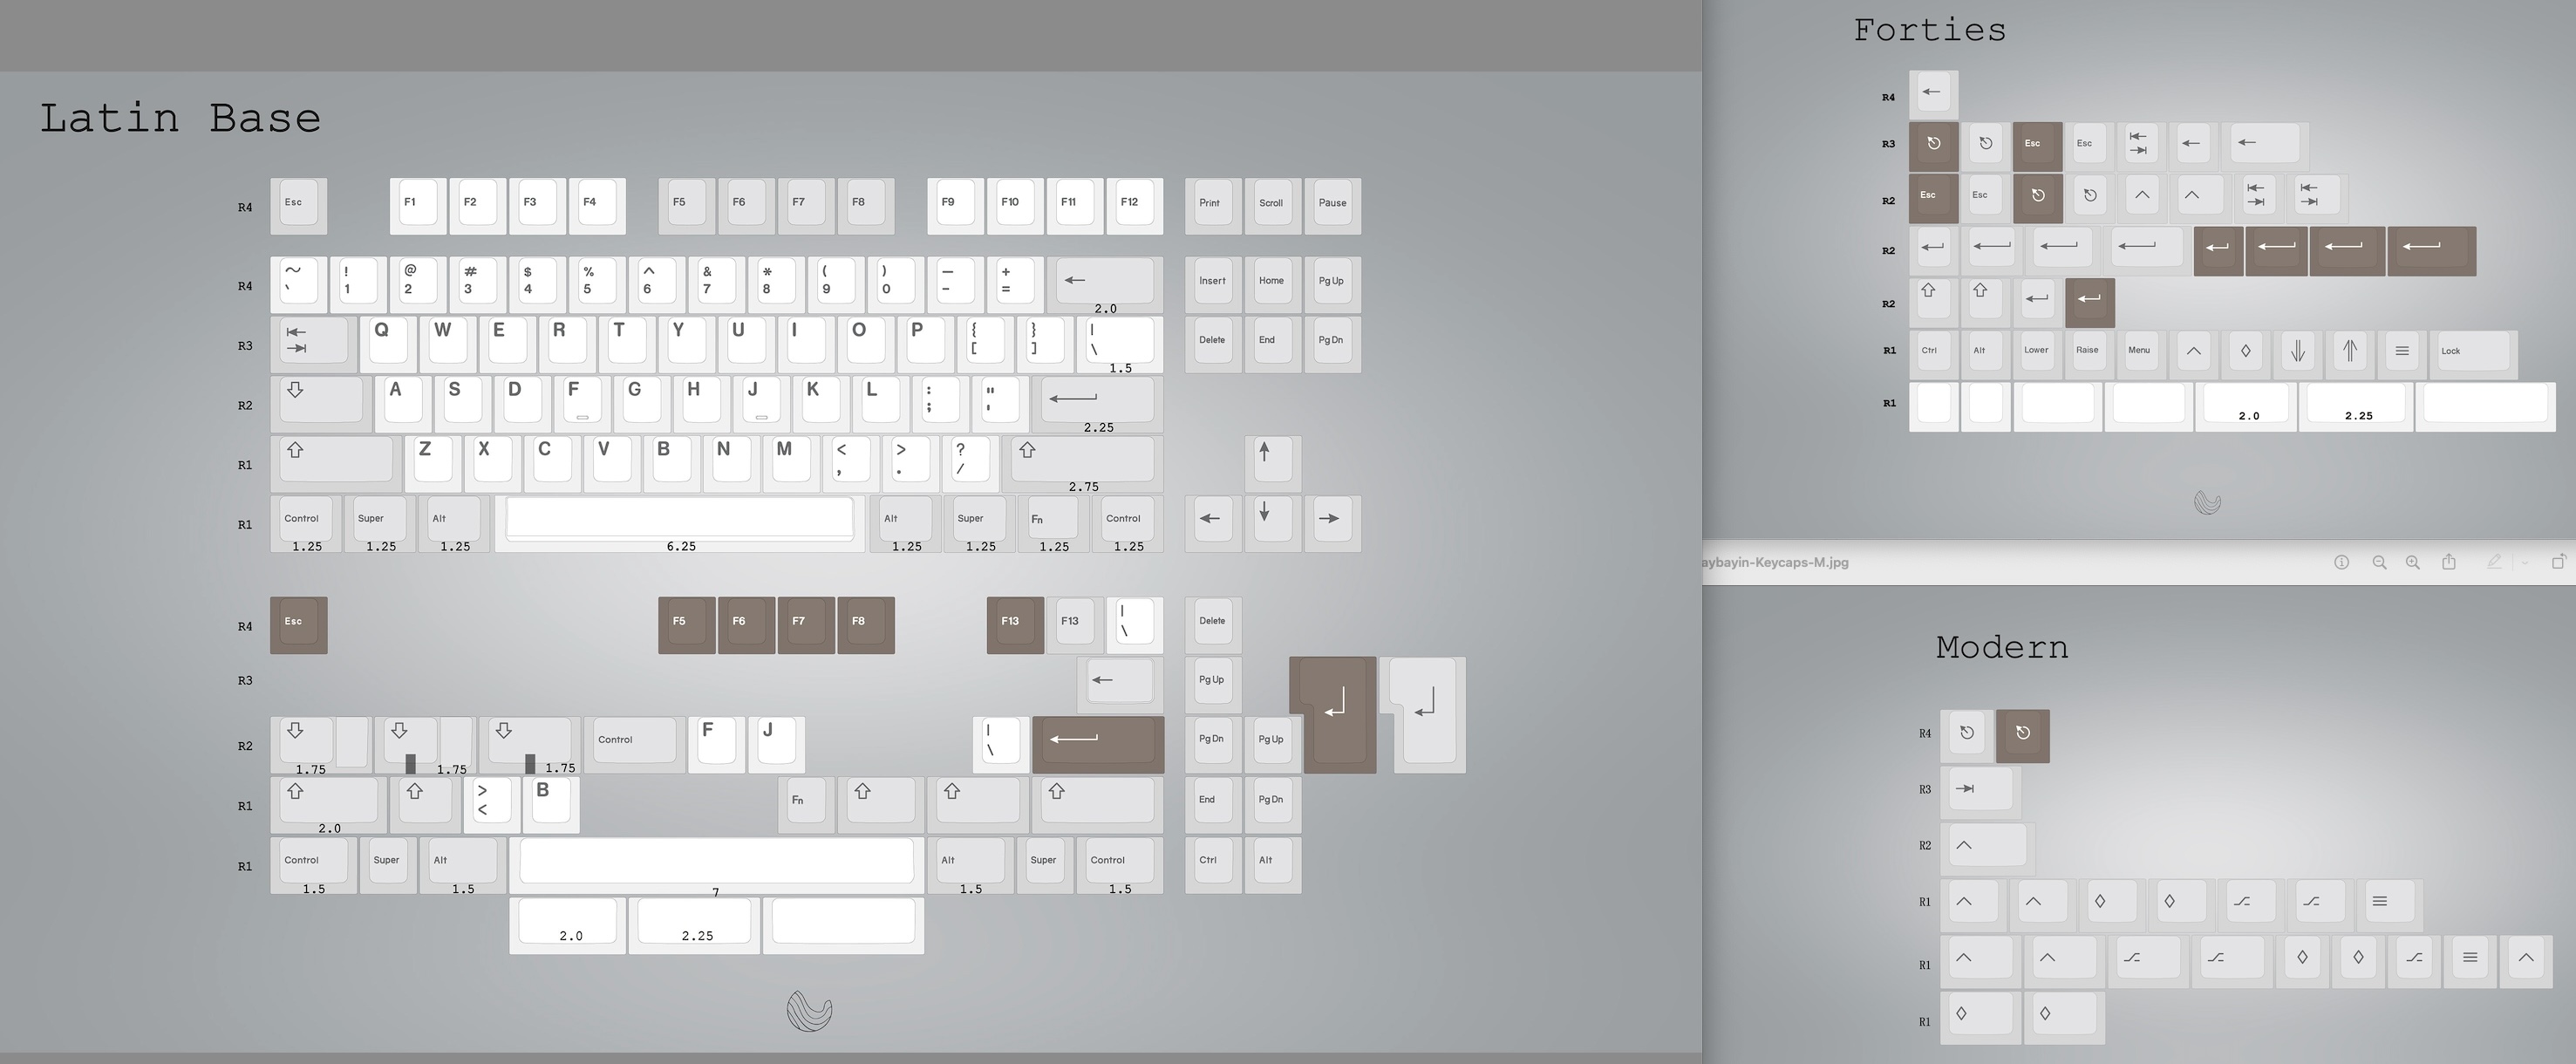 Latin Base
R4 Esc F1 F2 F3 F4 F5 F6 F7 F8 F9 F10 F11 F12 Print Scroll Pause
R4 ~ ` ! 1 @ 2 # 3 $ 4 % 5 ^ 6 & 7 * 8 ( 9 ) 0 — - + = ← 2.0 Insert Home Pg Up
R3 ⇤ ⇥ Q W E R T Y U I O P { [ } ] | \ 1.5 Delete End Pg Dn
R2 ⇩ A S D F G H J K L : ; " ' ↵ 2.25
R1 ⇧ Z X C V B N M < , > . ? / ⇧ 2.75 ↑
R1 Control 1.25 Super 1.25 Alt 1.25 6.25 Alt 1.25 Super 1.25 Fn 1.25 Control 1.25 ← ↓ →
R4 Esc F5 F6 F7 F8 F13 F13 | \ Delete
R3 ← Pg Up ↵ ↵
R2 ⇩ 1.75 ⇩ 1.75 ⇩ 1.75 Control F J | \ ↵ Pg Dn Pg Up
R1 ⇧ 2.0 ⇧ > < B Fn ⇧ ⇧ ⇧ End Pg Dn
R1 Control 1.5 Super Alt 1.5 7 Alt 1.5 Super Control 1.5 Ctrl Alt
2.0 2.25
Forties
R4 ←
R3 Esc Esc ⇤ ⇥ ← ←
R2 Esc Esc ^ ^ ⇤ ⇥ ⇤ ⇥
R2 ↵ ↵ ↵ ↵ ↵ ↵ ↵ ↵
R2 ⇧ ⇧ ↵ ↵
R1 Ctrl Alt Lower Raise Menu ^ ◇ ⇓ ⇑ ≡ Lock
R1 2.0 2.25
aybayin-Keycaps-M.jpg
Modern
R4
R3 ⇥
R2 ^
R1 ^ ^ ◇ ◇ ⌥ ⌥ ≡
R1 ^ ^ ⌥ ⌥ ◇ ◇ ⌥ ≡ ^
R1 ◇ ◇